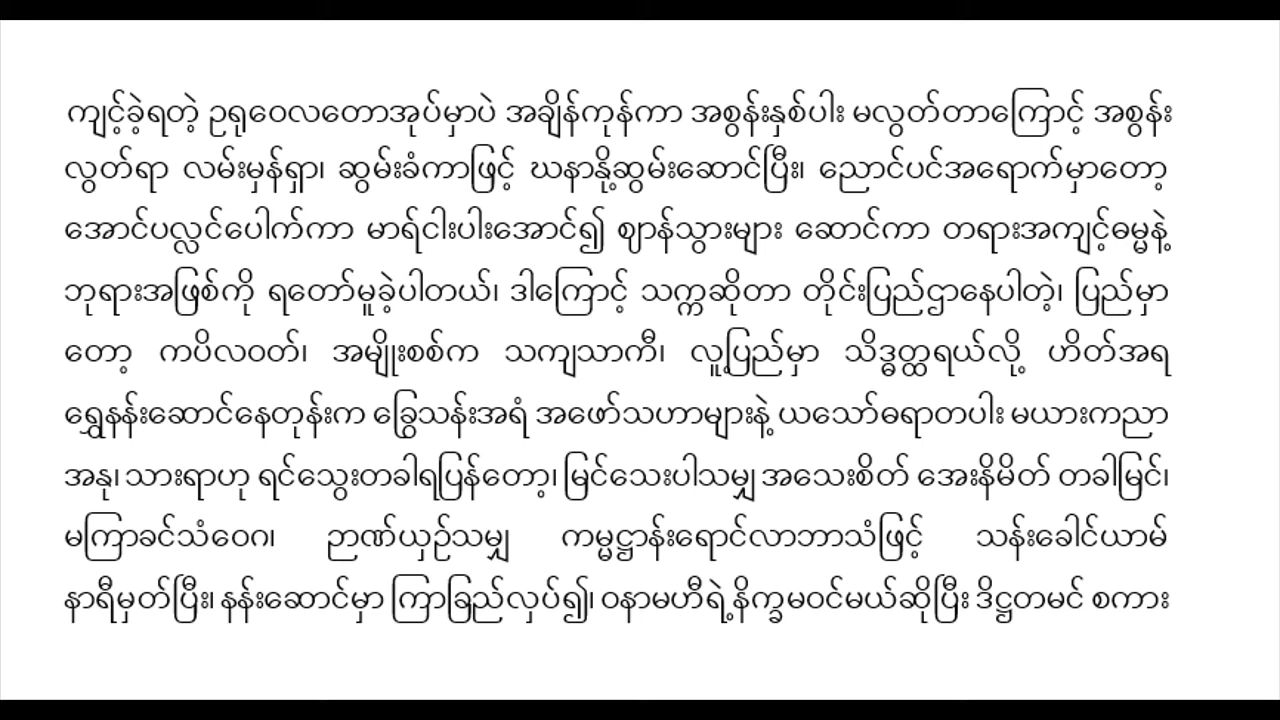 ကျင့်ခဲ့ရတဲ့ ဥရုဝေလတောအုပ်မှာပဲ အချိန်ကုန်ကာ အစွန်းနှစ်ပါး မလွတ်တာကြောင့် အစွန်း
လွတ်ရာ လမ်းမှန်ရှာ၊ ဆွမ်းခံကာဖြင့် ဃနာနို့ဆွမ်းဆောင်ပြီး၊ ညောင်ပင်အရောက်မှာတော့
အောင်ပလ္လင်ပေါက်ကာ မာရ်ငါးပါးအောင်၍ ဈာန်သွားများ ဆောင်ကာ တရားအကျင့်ဓမ္မနဲ့
ဘုရားအဖြစ်ကို ရတော်မူခဲ့ပါတယ်၊ ဒါကြောင့် သက္ကဆိုတာ တိုင်းပြည်ဌာနေပါတဲ့၊ ပြည်မှာ
တော့ ကပိလဝတ်၊ အမျိုးစစ်က သကျသာကီ၊ လူ့ပြည်မှာ သိဒ္ဓတ္ထရယ်လို့ ဟိတ်အရ
ရွှေနန်းဆောင်နေတုန်းက ခြွေသန်းအရံ အဖော်သဟာများနဲ့ ယသော်ဓရာတပါး မယားကညာ
အနု၊ သားရာဟု ရင်သွေးတခါရပြန်တော့၊ မြင်သေးပါသမျှ အသေးစိတ် အေးနိမိတ် တခါမြင်၊
မကြာခင်သံဝေဂ၊ ဉာဏ်ယှဉ်သမျှ ကမ္မဋ္ဌာန်းရောင်လာဘာသံဖြင့် သန်းခေါင်ယာမ်
နာရီမှတ်ပြီး၊ နန်းဆောင်မှာ ကြာခြည်လှပ်၍၊ ဝနာမဟီရဲ့နိက္ခမဝင်မယ်ဆိုပြီး ဒိဋ္ဌတမင် စကား